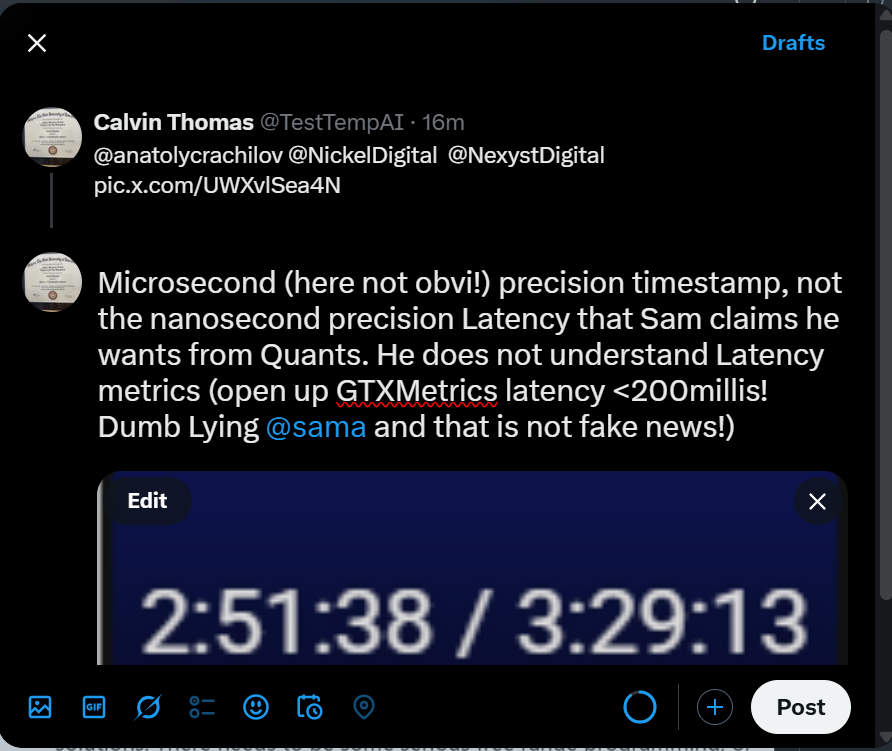 Drafts
Calvin Thomas @TestTempAI · 16m
@anatolycrachilov @NickelDigital @NexystDigital
pic.x.com/UWXvlSea4N
Microsecond (here not obvi!) precision timestamp, not
the nanosecond precision Latency that Sam claims he
wants from Quants. He does not understand Latency
metrics (open up GTXMetrics latency <200millis!
Dumb Lying @sama and that is not fake news!)
Edit
2:51:38 / 3:29:13
GIF
Post